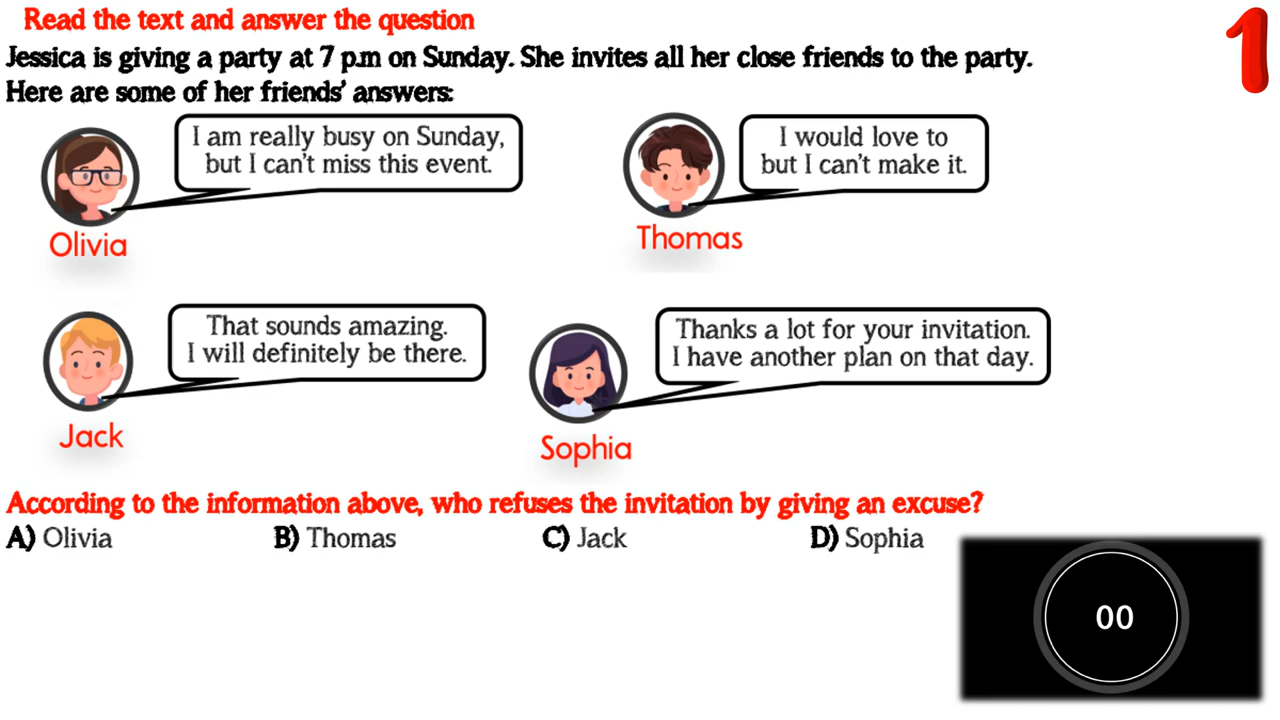 Read the text and answer the question
1
Jessica is giving a party at 7 p.m on Sunday. She invites all her close friends to the party.
Here are some of her friends' answers:
I am really busy on Sunday,
but I can't miss this event.
Olivia
I would love to
but I can't make it.
Thomas
That sounds amazing.
I will definitely be there.
Jack
Thanks a lot for your invitation.
I have another plan on that day.
Sophia
According to the information above, who refuses the invitation by giving an excuse?
A) Olivia B) Thomas C) Jack D) Sophia
00